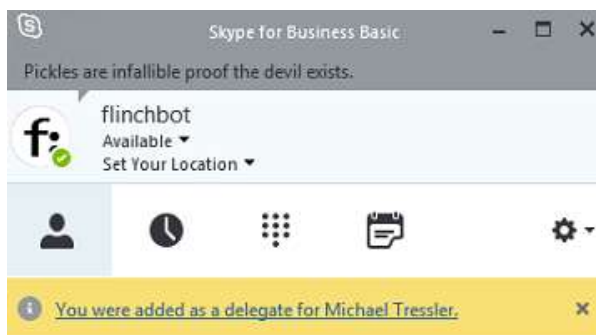 Skype for Business Basic
Pickles are infallible proof the devil exists.
f;
flinchbot
Available
Set Your Location
You were added as a delegate for Michael Tressler.